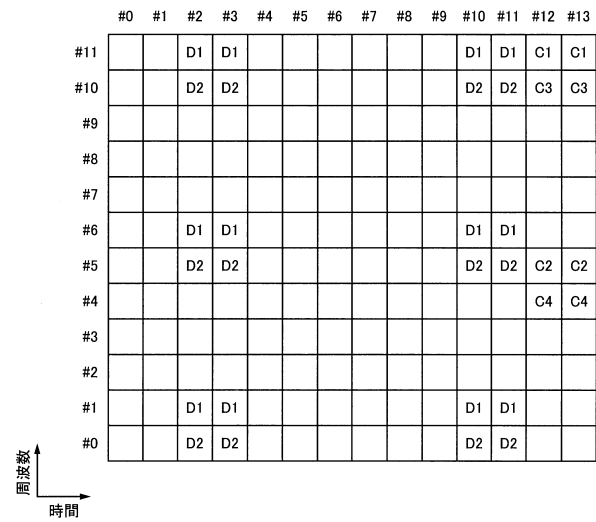 #0 #1 #2 #3 #4 #5 #6 #7 #8 #9 #10 #11 #12 #13
#11 D1 D1 D1 D1 C1 C1
#10 D2 D2 D2 D2 C3 C3
#9
#8
#7
#6 D1 D1 D1 D1
#5 D2 D2 D2 D2 C2 C2
#4 C4 C4
#3
#2
#1 D1 D1 D1 D1
#0 D2 D2 D2 D2
周波数
時間